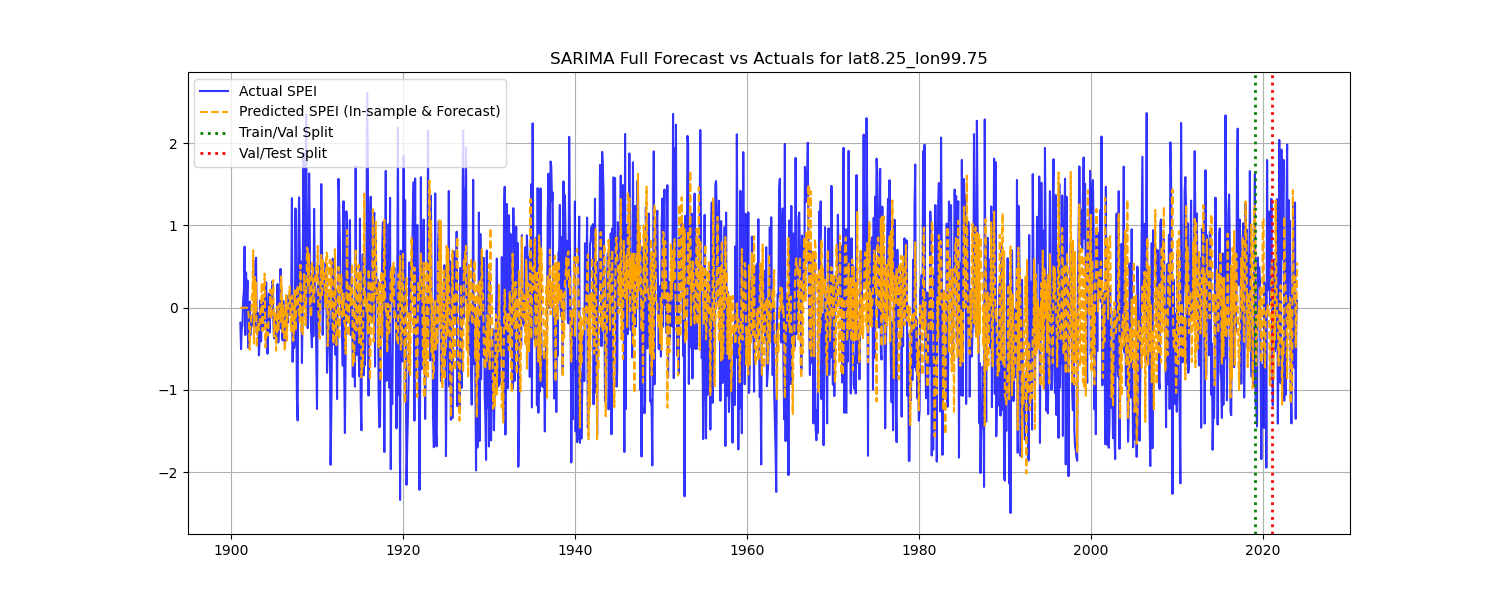 SARIMA Full Forecast vs Actuals for lat8.25_lon99.75
Actual SPEI
Predicted SPEI (In-sample & Forecast)
Train/Val Split
Val/Test Split
2
1
0
−1
−2
1900 1920 1940 1960 1980 2000 2020